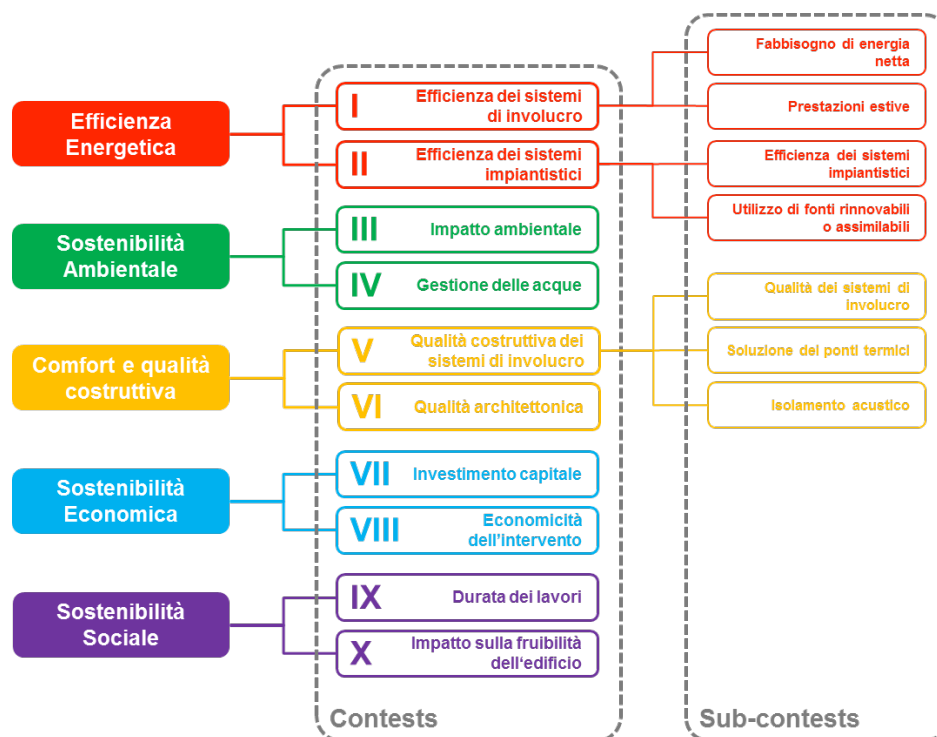 Efficienza
Energetica
I
Efficienza dei sistemi
di involucro
Fabbisogno di energia
netta
Prestazioni estive
II
Efficienza dei sistemi
impiantistici
Efficienza dei sistemi
impiantistici
Utilizzo di fonti rinnovabili
o assimilabili
Sostenibilità
Ambientale
III
Impatto ambientale
IV
Gestione delle acque
Comfort e qualità
costruttiva
V
Qualità costruttiva dei
sistemi di involucro
Qualità dei sistemi di
Involucro
Soluzione dei ponti termici
Isolamento acustico
VI
Qualità architettonica
Sostenibilità
Economica
VII
Investimento capitale
VIII
Economicità
dell'intervento
Sostenibilità
Sociale
IX
Durata dei lavori
X
Impatto sulla fruibilità
dell‘edificio
Contests
Sub-contests